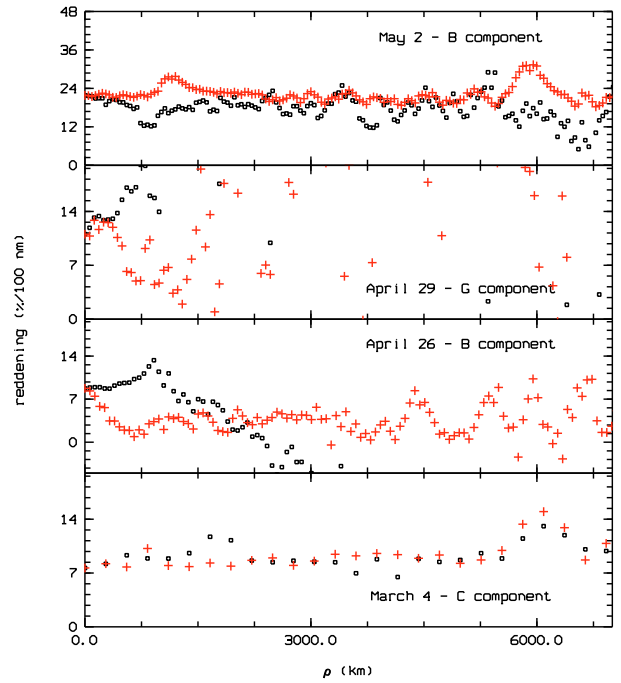 48
36
24
12
0
May 2 - B component
14
7
0
April 29 - G component
14
7
0
April 26 - B component
14
7
0
March 4 - C component
0.0 3000.0 6000.0
ρ (km)
reddening (%/100 nm)